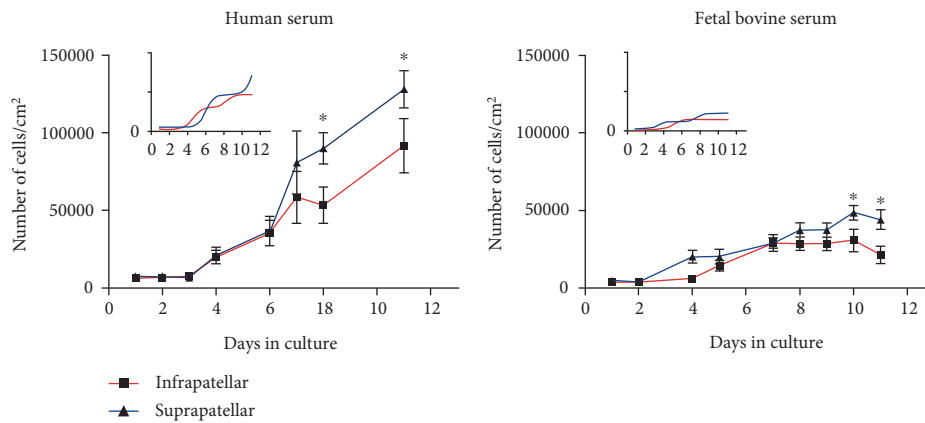 Human serum
150000
100000
50000
0
Number of cells/cm²
0
0 2 4 6 8 10 12
*
*
0 2 4 6 18 10 12
Days in culture
Fetal bovine serum
150000
100000
50000
0
Number of cells/cm²
0
0 2 4 6 8 10 12
*
*
0 2 4 6 8 10 12
Days in culture
Infrapatellar
Suprapatellar